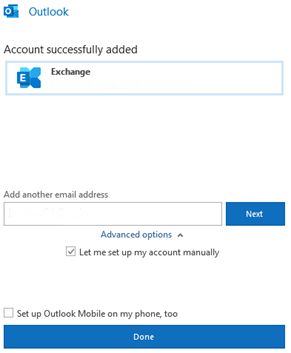 Outlook
Account successfully added
Exchange
Add another email address
Next
Advanced options
Let me set up my account manually
Set up Outlook Mobile on my phone, too
Done